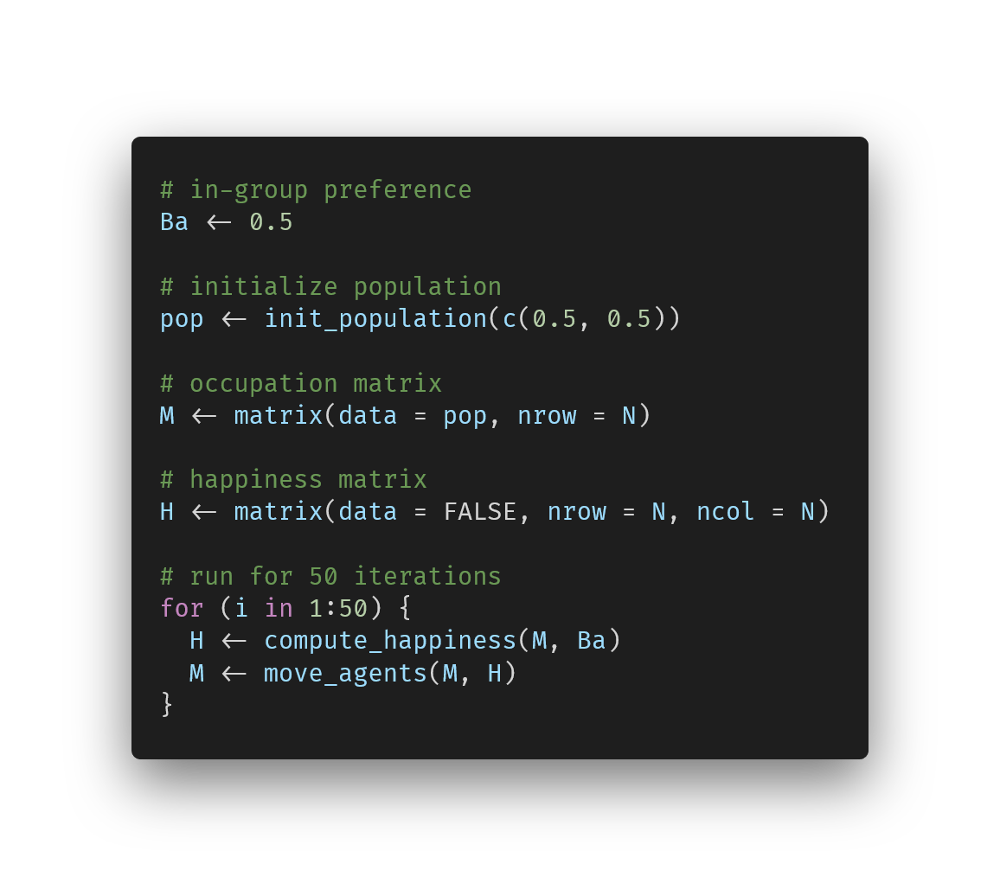 # in-group preference
Ba <- 0.5
# initialize population
pop <- init_population(c(0.5, 0.5))
# occupation matrix
M <- matrix(data = pop, nrow = N)
# happiness matrix
H <- matrix(data = FALSE, nrow = N, ncol = N)
# run for 50 iterations
for (i in 1:50) {
  H <- compute_happiness(M, Ba)
  M <- move_agents(M, H)
}